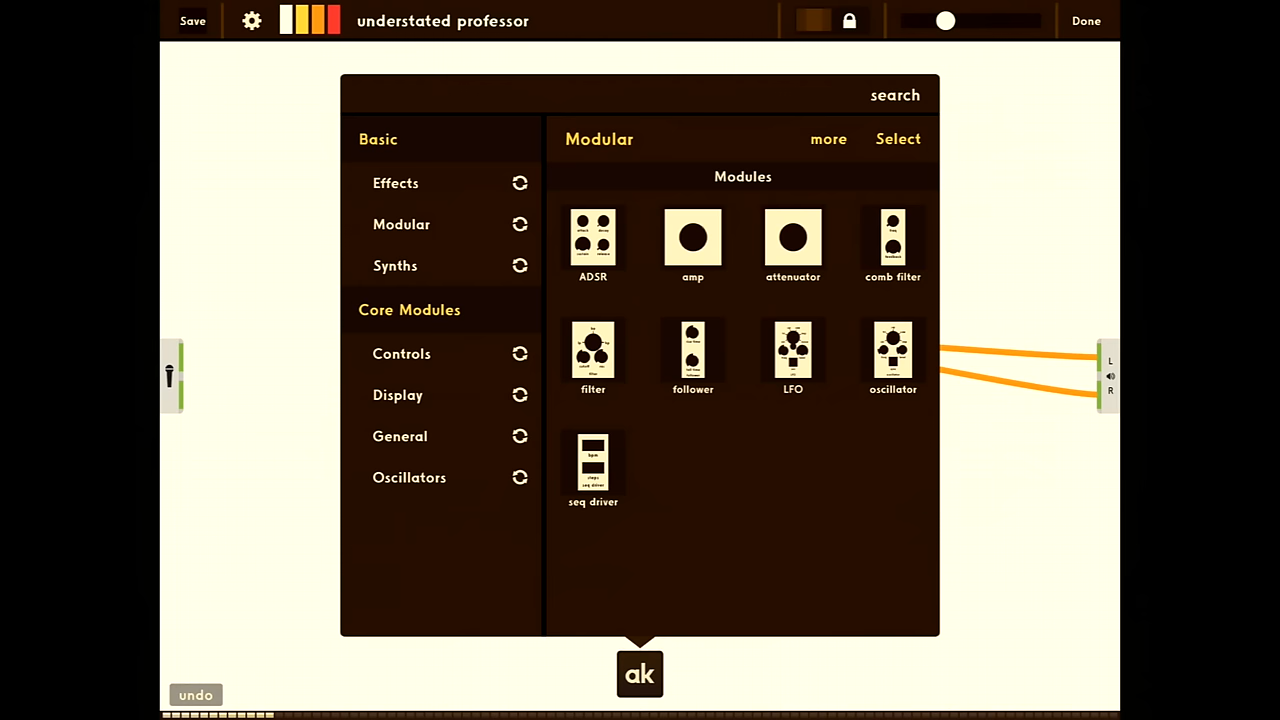 Save
understated professor
Done
search
Basic
Effects
Modular
Synths
Core Modules
Controls
Display
General
Oscillators
Modular more Select
Modules
ADSR amp attenuator comb filter
filter follower LFO oscillator
seq driver
L
R
ak
undo